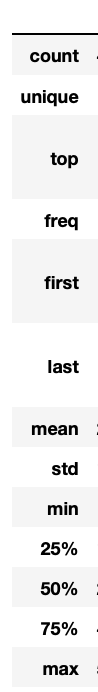 count
unique
top
freq
first
last
mean
std
min
25%
50%
75%
max